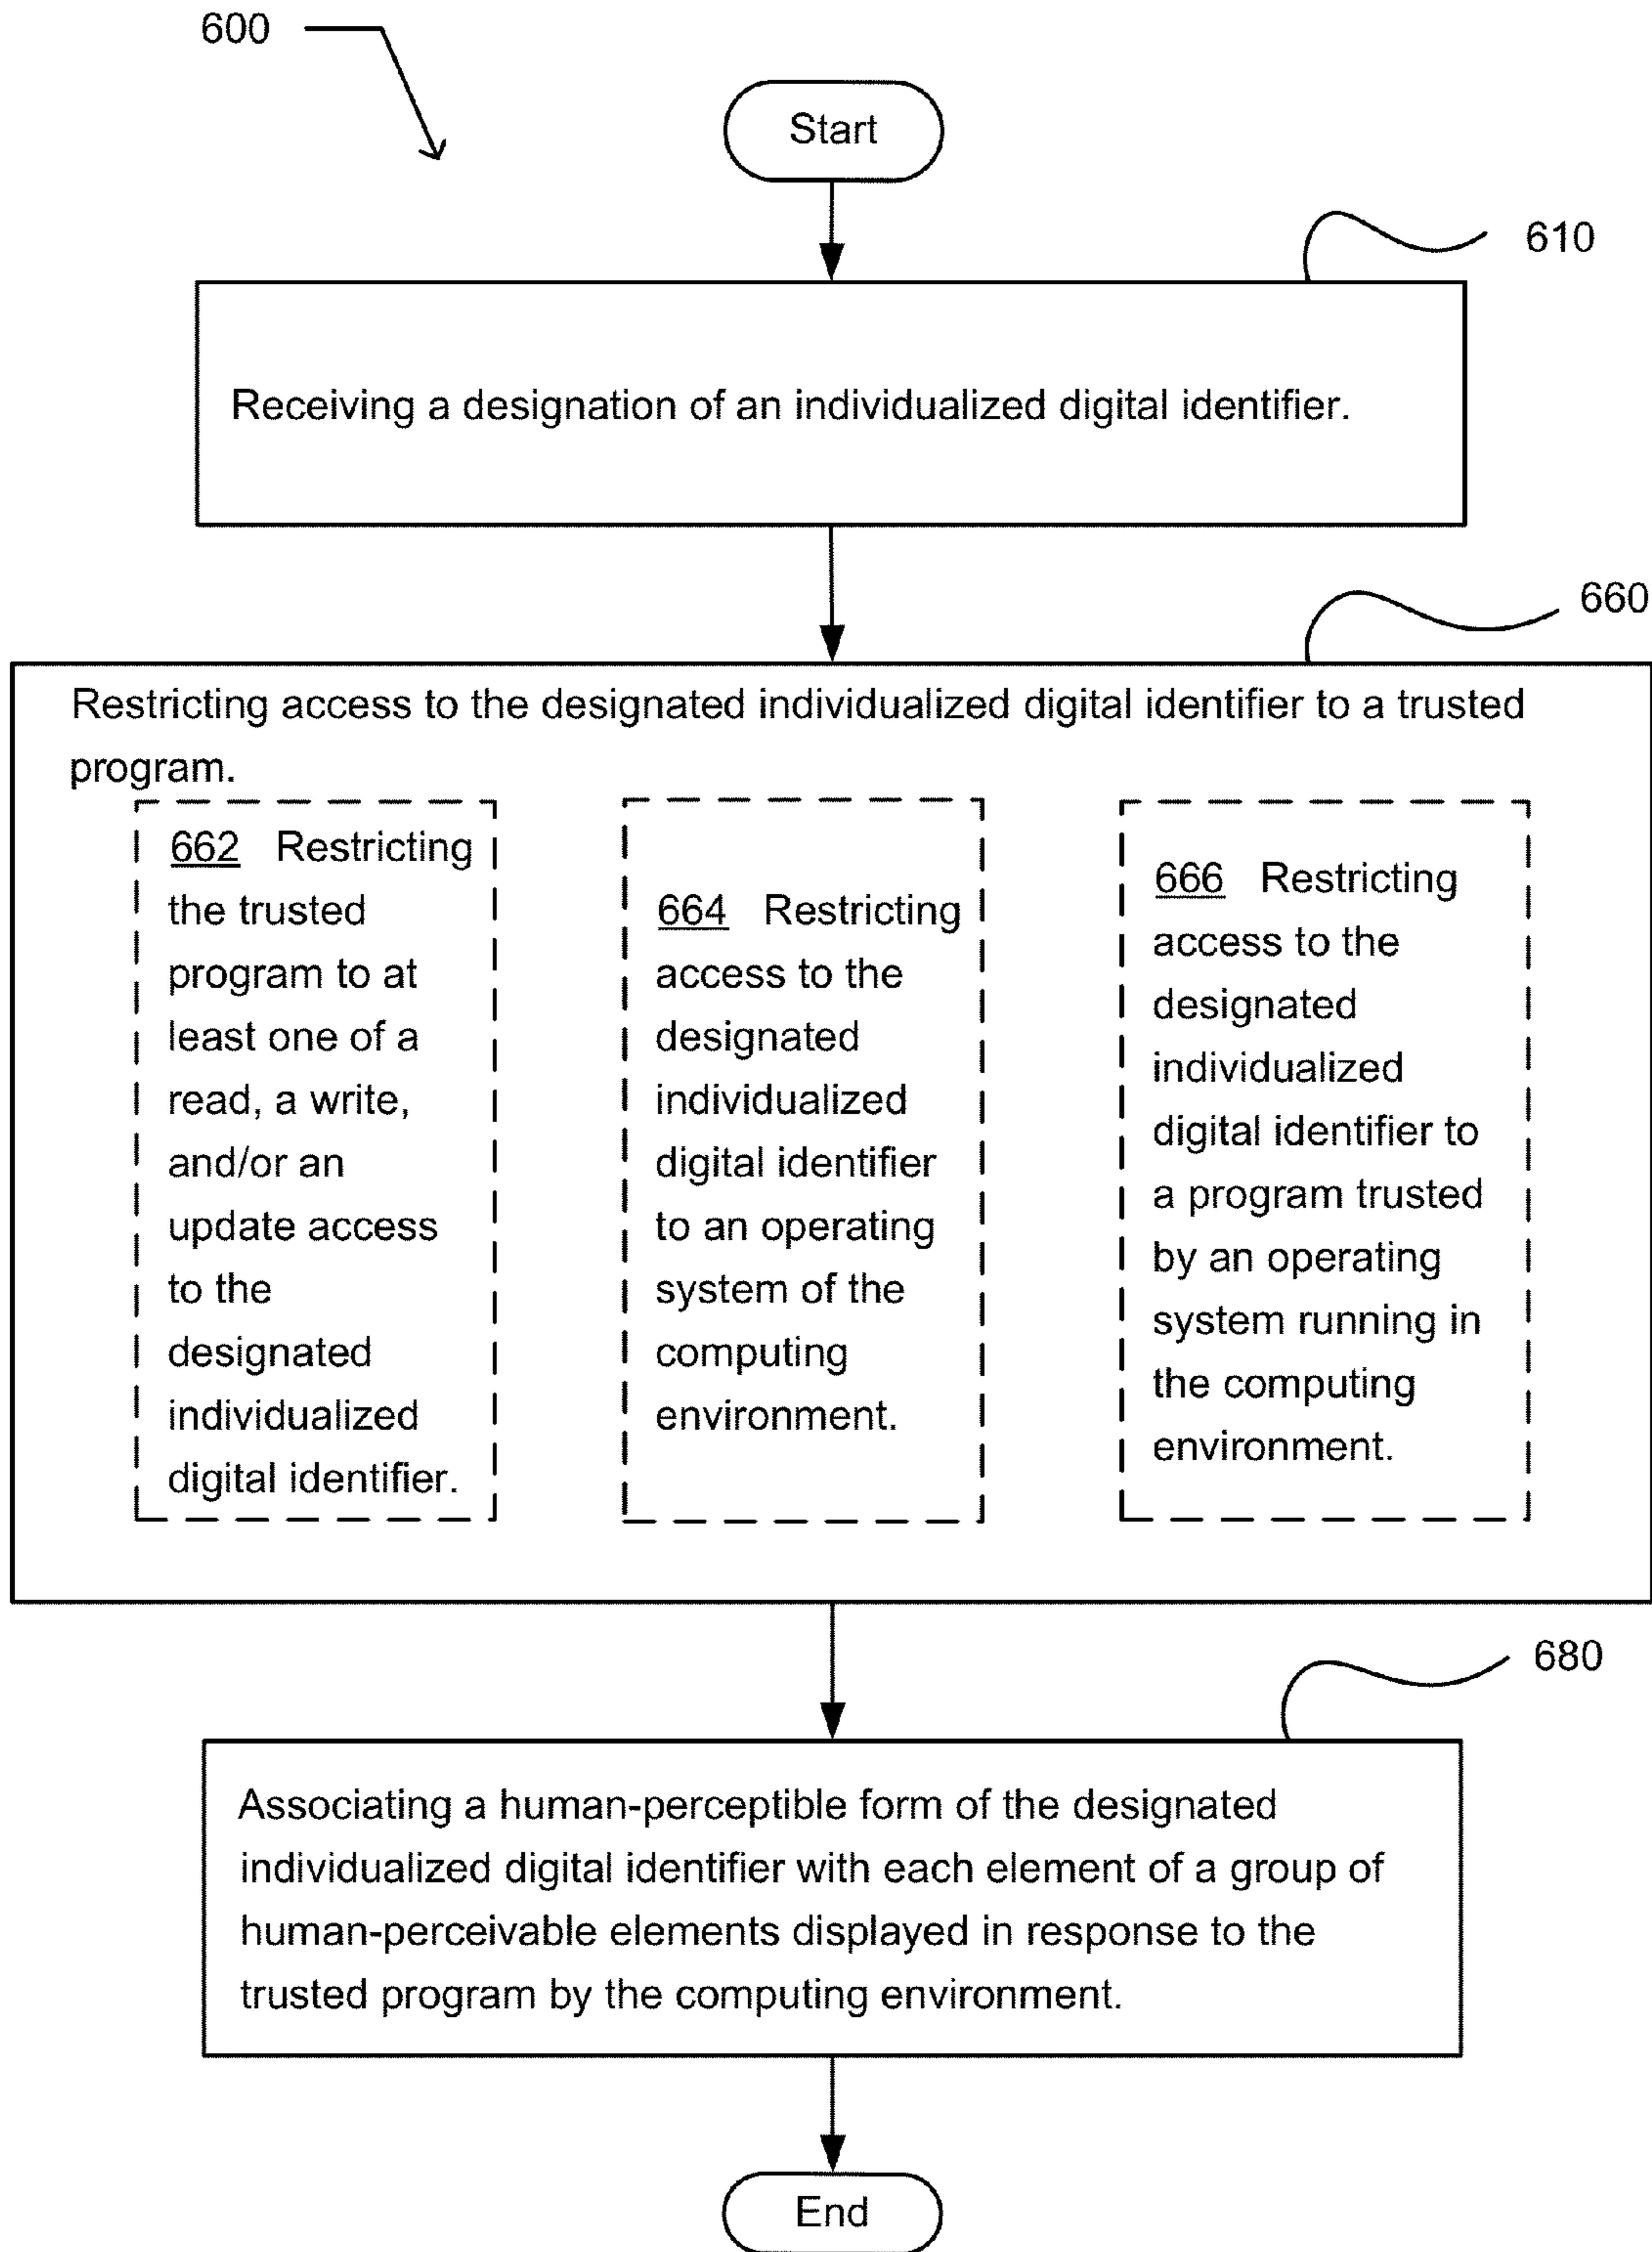 600
Start
610
Receiving a designation of an individualized digital identifier.
660
Restricting access to the designated individualized digital identifier to a trusted
program.
662 Restricting
the trusted
program to at
least one of a
read, a write,
and/or an
update access
to the
designated
individualized
digital identifier.
664 Restricting
access to the
designated
individualized
digital identifier
to an operating
system of the
computing
environment.
666 Restricting
access to the
designated
individualized
digital identifier to
a program trusted
by an operating
system running in
the computing
environment.
680
Associating a human-perceptible form of the designated
individualized digital identifier with each element of a group of
human-perceivable elements displayed in response to the
trusted program by the computing environment.
End